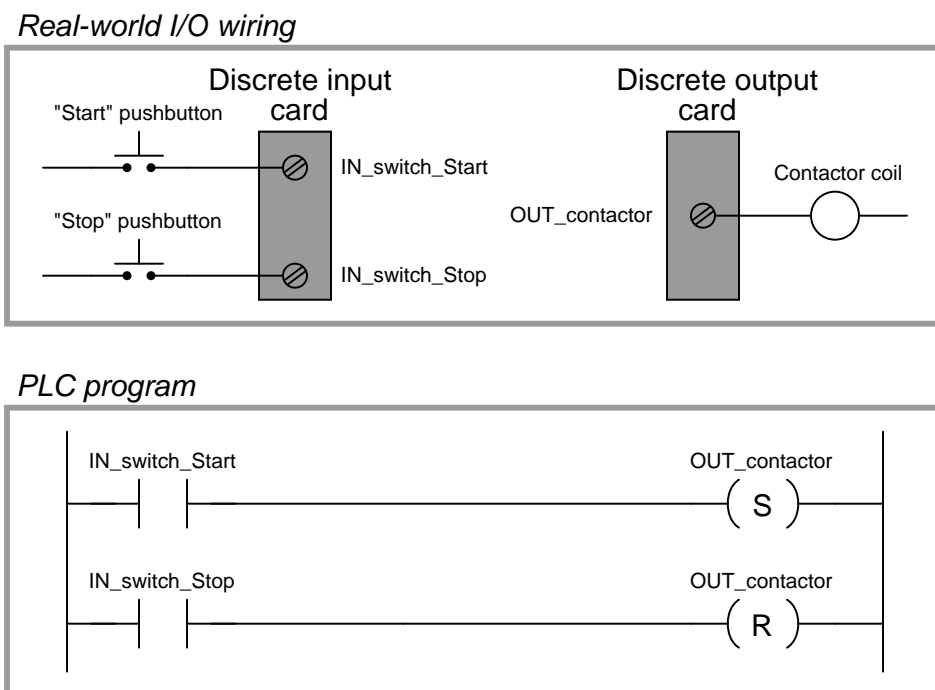 Real-world I/O wiring
Discrete input
card
Discrete output
card
"Start" pushbutton
IN_switch_Start
Contactor coil
"Stop" pushbutton
OUT_contactor
IN_switch_Stop
PLC program
IN_switch_Start
OUT_contactor
S
IN_switch_Stop
OUT_contactor
R